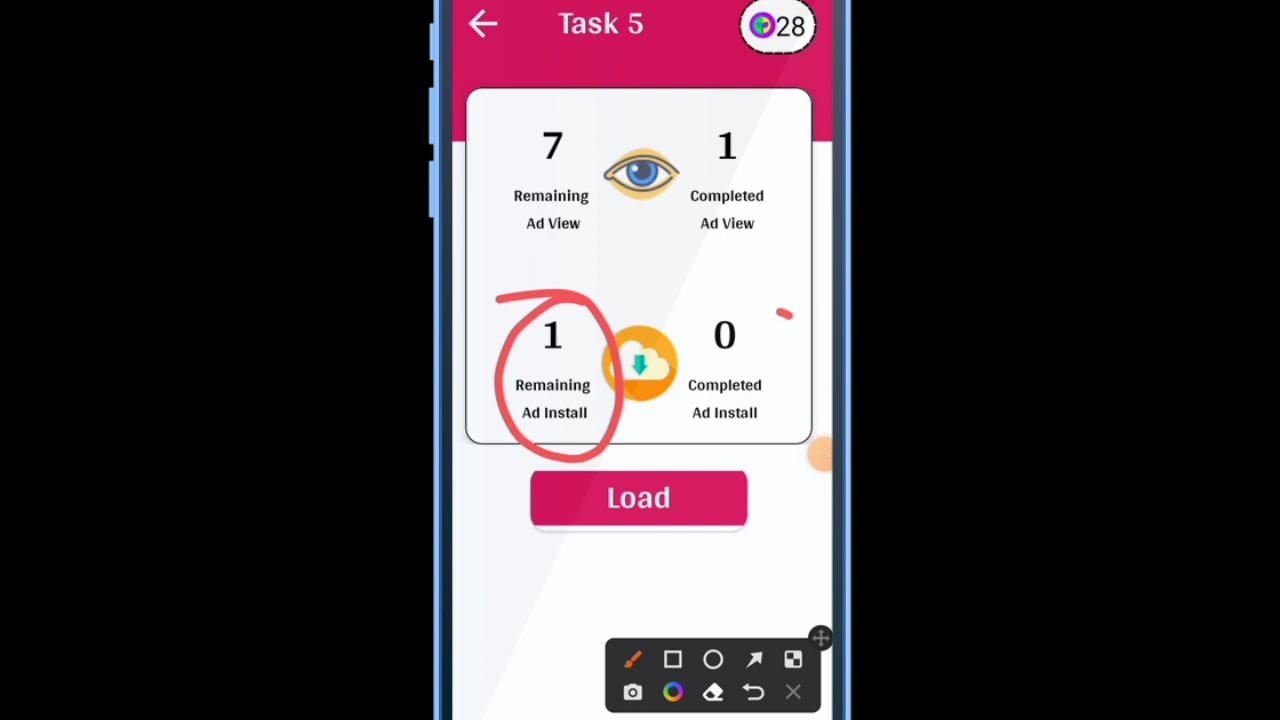 Task 5
28
7
1
Remaining
Completed
Ad View
Ad View
1
0
Remaining
Completed
Ad Install
Ad Install
Load